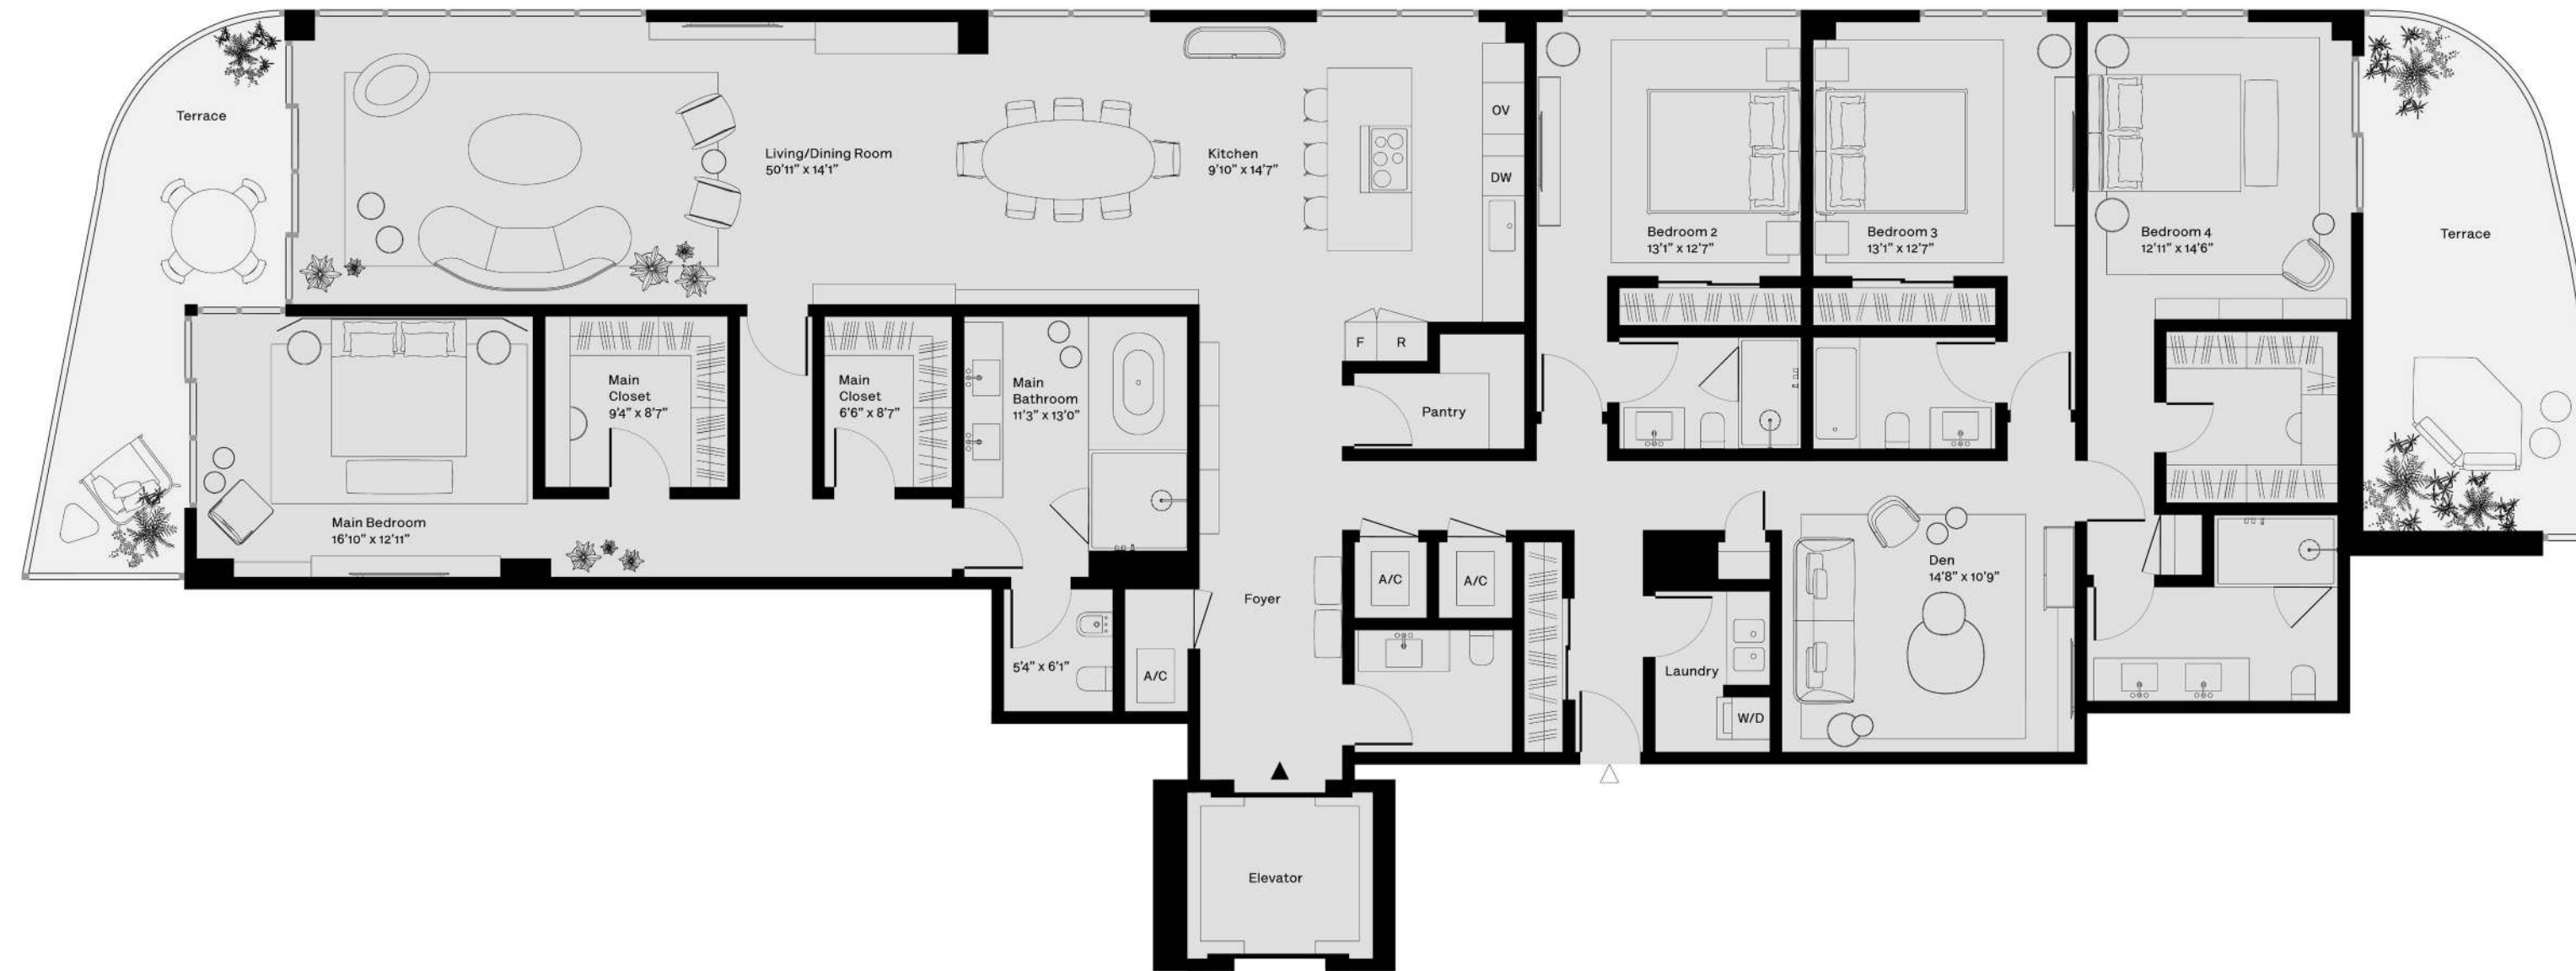 Terrace
Living/Dining Room
50'11" x 14'1"
Kitchen
9'10" x 14'7"
OV
DW
F
R
Bedroom 2
13'1" x 12'7"
Bedroom 3
13'1" x 12'7"
Bedroom 4
12'11" x 14'6"
Terrace
Main
Closet
9'4" x 8'7"
Main
Closet
6'6" x 8'7"
Main
Bathroom
11'3" x 13'0"
Pantry
Main Bedroom
16'10" x 12'11"
A/C
A/C
Den
14'8" x 10'9"
Foyer
5'4" x 6'1"
A/C
Laundry
W/D
Elevator